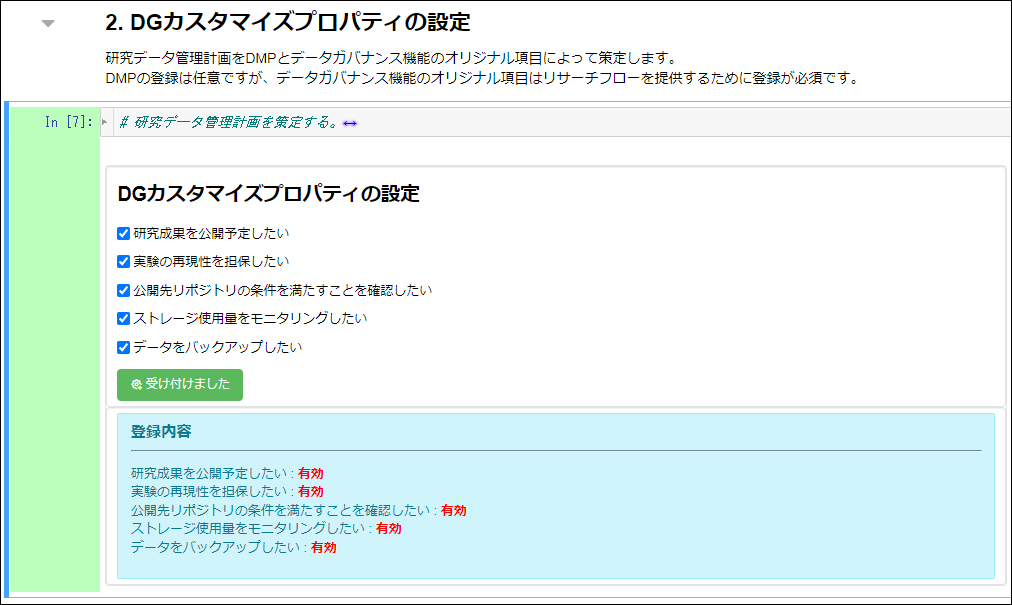 2. DGカスタマイズプロパティの設定
研究データ管理計画をDMPとデータガバナンス機能のオリジナル項目によって策定します。
DMPの登録は任意ですが、データガバナンス機能のオリジナル項目はリサーチフローを提供するために登録が必須です。
In [7]: # 研究データ管理計画を策定する。
DGカスタマイズプロパティの設定
研究成果を公開予定したい
実験の再現性を担保したい
公開先リポジトリの条件を満たすことを確認したい
ストレージ使用量をモニタリングしたい
データをバックアップしたい
受け付けました
登録内容
研究成果を公開予定したい : 有効
実験の再現性を担保したい : 有効
公開先リポジトリの条件を満たすことを確認したい : 有効
ストレージ使用量をモニタリングしたい : 有効
データをバックアップしたい : 有効